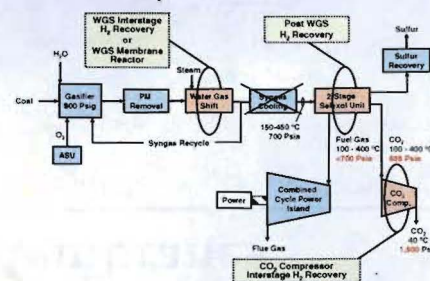 WGS Interstage
H₂ Recovery
or
WGS Membrane
Reactor
Post WGS
H₂ Recovery
Sulfur
H₂O
Steam
Sulfur
Recovery
Coal
Gasifier
800 Psig
PM
Removal
Water Gas
Shift
Syngas
Cooling
2-Stage
Selexol Unit
O₂
ASU
Syngas Recycle
150-450 °C
700 Psia
Fuel Gas
100 - 400 °C
<700 Psia
CO₂
100 - 400 °C
Power
Combined
Cycle Power
Island
CO₂
Comp.
Flue Gas
CO₂
40 °C
CO₂ Compressor
Interstage H₂ Recovery